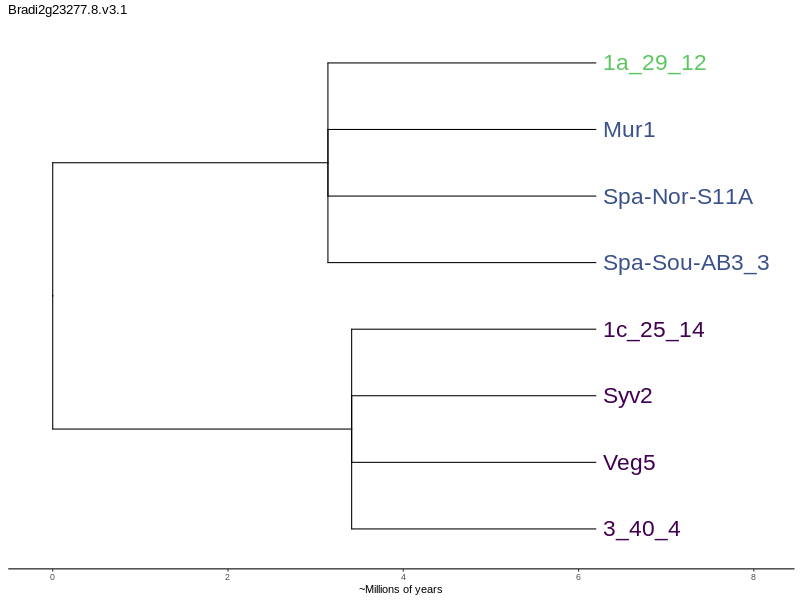 Bradi2g23277.8.v3.1
1a_29_12
Mur1
Spa-Nor-S11A
Spa-Sou-AB3_3
1c_25_14
Syv2
Veg5
3_40_4
0 2 4 6 8
~Millions of years